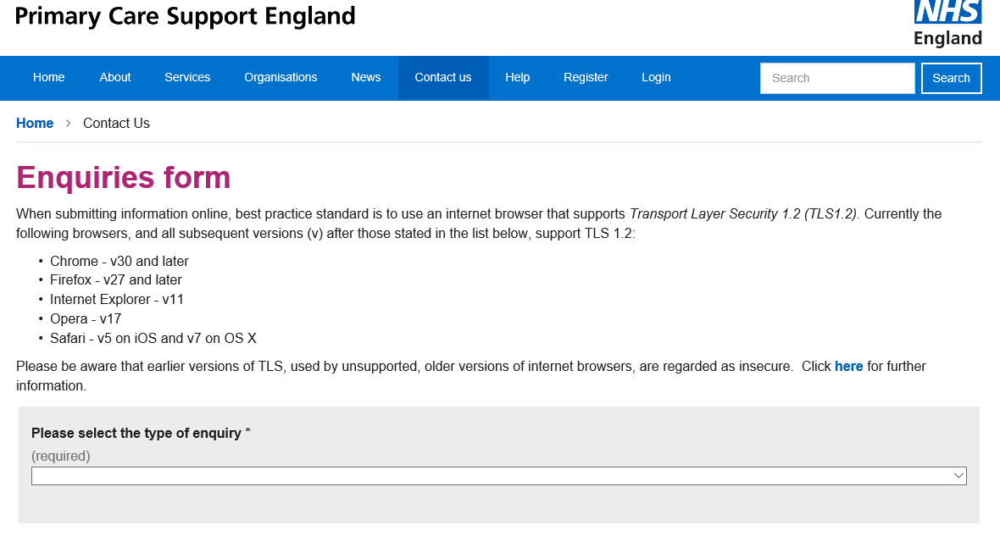 Primary Care Support England
NHS
England
Home About Services Organisations News Contact us Help Register Login Search Search
Home > Contact Us
Enquiries form
When submitting information online, best practice standard is to use an internet browser that supports Transport Layer Security 1.2 (TLS1.2). Currently the
following browsers, and all subsequent versions (v) after those stated in the list below, support TLS 1.2:
• Chrome - v30 and later
• Firefox - v27 and later
• Internet Explorer - v11
• Opera - v17
• Safari - v5 on iOS and v7 on OS X
Please be aware that earlier versions of TLS, used by unsupported, older versions of internet browsers, are regarded as insecure.  Click here for further
information.
Please select the type of enquiry *
(required)